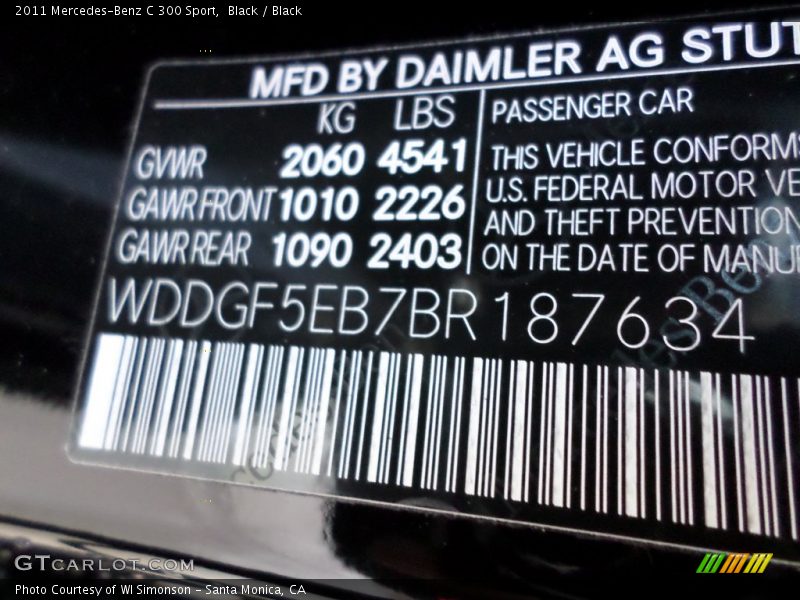 2011 Mercedes-Benz C 300 Sport, Black / Black
MFD BY DAIMLER AG STUT
KG LBS
GVWR 2060 4541
GAWR FRONT 1010 2226
GAWR REAR 1090 2403
PASSENGER CAR
THIS VEHICLE CONFORMS
U.S. FEDERAL MOTOR VE
AND THEFT PREVENTION
ON THE DATE OF MANU
WDDGF5EB7BR187634
GTCARLOT.COM
Photo Courtesy of WI Simonson - Santa Monica, CA